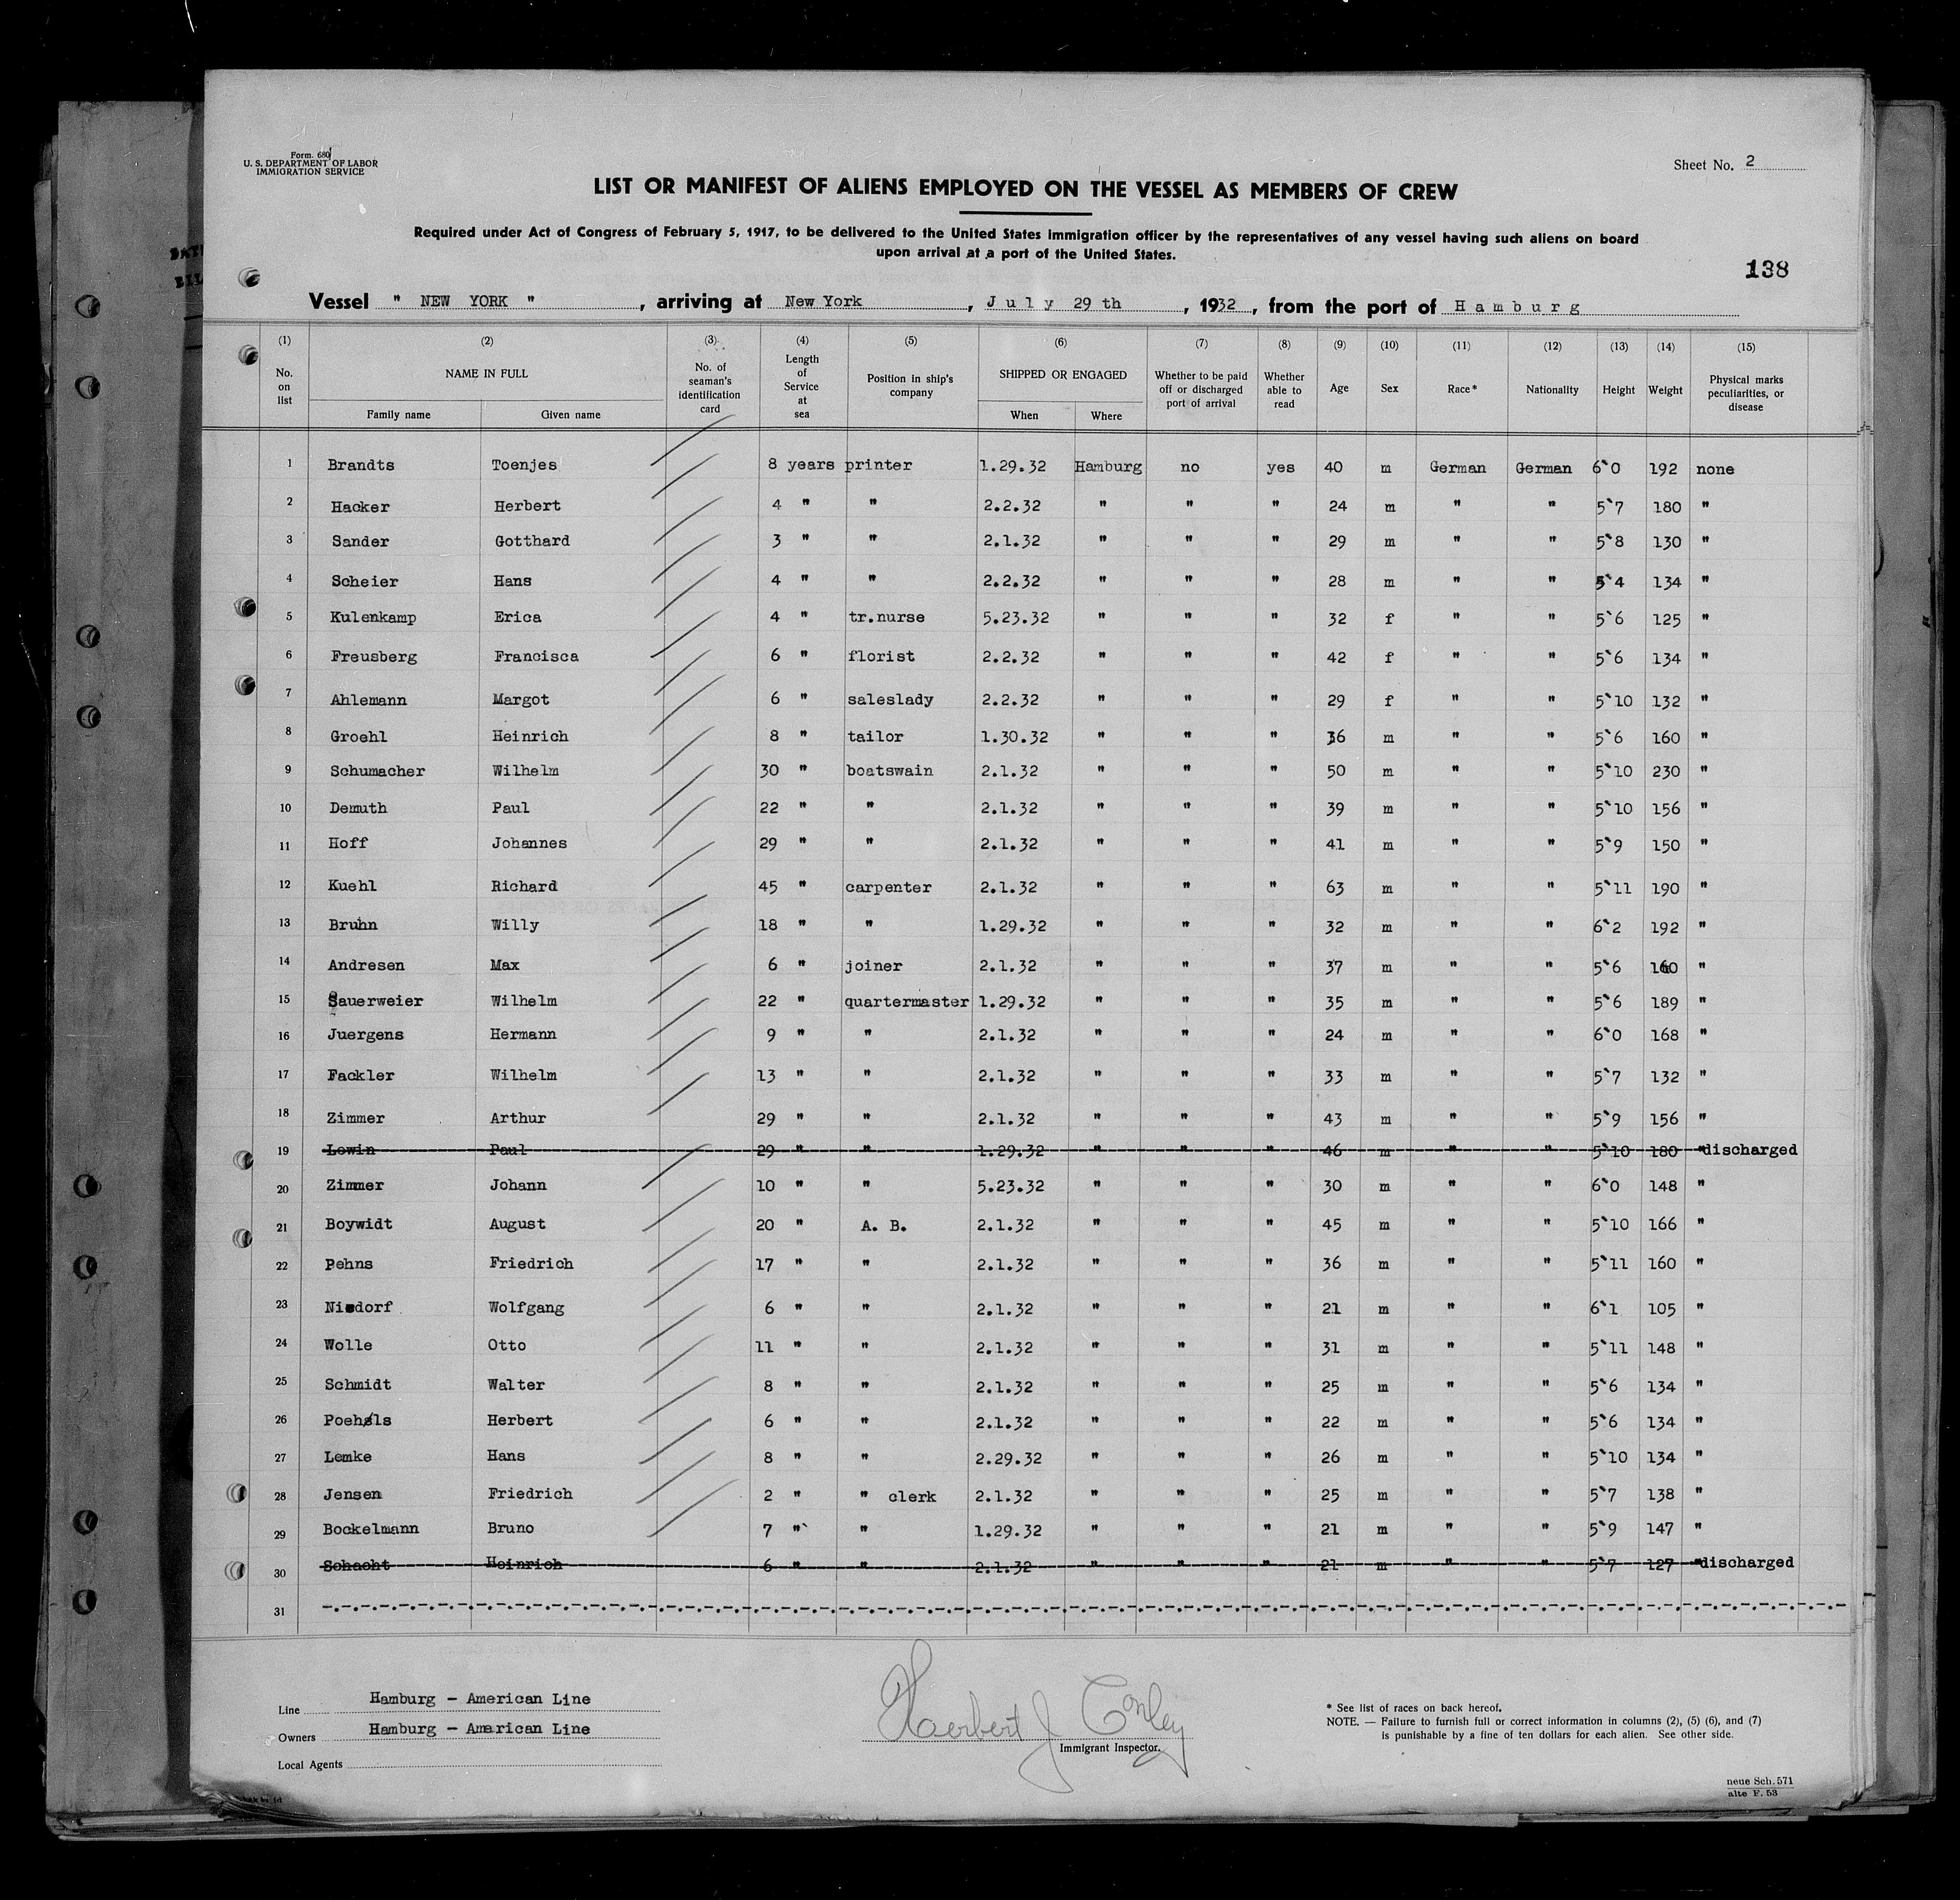 Form. 680
U. S. DEPARTMENT OF LABOR
IMMIGRATION SERVICE
Sheet No. 2
LIST OR MANIFEST OF ALIENS EMPLOYED ON THE VESSEL AS MEMBERS OF CREW
Required under Act of Congress of February 5, 1917, to be delivered to the United States immigration officer by the representatives of any vessel having such aliens on board
upon arrival at a port of the United States.
138
Vessel " NEW YORK " , arriving at New York , July 29 th , 1932 , from the port of Hamburg
(1) (2) (3) (4) (5) (6) (7) (8) (9) (10) (11) (12) (13) (14) (15)
No. on list NAME IN FULL Family name Given name No. of seaman's identification card Length of Service at sea Position in ship's company SHIPPED OR ENGAGED When Where Whether to be paid off or discharged port of arrival Whether able to read Age Sex Race* Nationality Height Weight Physical marks peculiarities, or disease
1 Brandts Toenjes 8 years printer 1.29.32 Hamburg no yes 40 m German German 6`0 192 none
2 Hacker Herbert 4 " " 2.2.32 " " " 24 m " " 5`7 180 "
3 Sander Gotthard 3 " " 2.1.32 " " " 29 m " " 5`8 130 "
4 Scheier Hans 4 " " 2.2.32 " " " 28 m " " 5`4 134 "
5 Kulenkamp Erica 4 " tr.nurse 5.23.32 " " " 32 f " " 5`6 125 "
6 Freusberg Francisca 6 " florist 2.2.32 " " " 42 f " " 5`6 134 "
7 Ahlemann Margot 6 " saleslady 2.2.32 " " " 29 f " " 5`10 132 "
8 Groehl Heinrich 8 " tailor 1.30.32 " " " 36 m " " 5`6 160 "
9 Schumacher Wilhelm 30 " boatswain 2.1.32 " " " 50 m " " 5`10 230 "
10 Demuth Paul 22 " " 2.1.32 " " " 39 m " " 5`10 156 "
11 Hoff Johannes 29 " " 2.1.32 " " " 41 m " " 5`9 150 "
12 Kuehl Richard 45 " carpenter 2.1.32 " " " 63 m " " 5`11 190 "
13 Bruhn Willy 18 " " 1.29.32 " " " 32 m " " 6`2 192 "
14 Andresen Max 6 " joiner 2.1.32 " " " 37 m " " 5`6 160 "
15 Sauerweier Wilhelm 22 " quartermaster 1.29.32 " " " 35 m " " 5`6 189 "
16 Juergens Hermann 9 " " 2.1.32 " " " 24 m " " 6`0 168 "
17 Fackler Wilhelm 13 " " 2.1.32 " " " 33 m " " 5`7 132 "
18 Zimmer Arthur 29 " " 2.1.32 " " " 43 m " " 5`9 156 "
19 Lewin Paul 29 " " 1.29.32 " " " 46 m " " 5`10 180 "discharged
20 Zimmer Johann 10 " " 5.23.32 " " " 30 m " " 6`0 148 "
21 Boywidt August 20 " A. B. 2.1.32 " " " 45 m " " 5`10 166 "
22 Pehns Friedrich 17 " " 2.1.32 " " " 36 m " " 5`11 160 "
23 Niedorf Wolfgang 6 " " 2.1.32 " " " 21 m " " 6`1 105 "
24 Wolle Otto 11 " " 2.1.32 " " " 31 m " " 5`11 148 "
25 Schmidt Walter 8 " " 2.1.32 " " " 25 m " " 5`6 134 "
26 Poehls Herbert 6 " " 2.1.32 " " " 22 m " " 5`6 134 "
27 Lemke Hans 8 " " 2.29.32 " " " 26 m " " 5`10 134 "
28 Jensen Friedrich 2 " " clerk 2.1.32 " " " 25 m " " 5`7 138 "
29 Bockelmann Bruno 7 " " 1.29.32 " " " 21 m " " 5`9 147 "
30 Schacht Heinrich 6 " " 2.1.32 " " " 21 m " " 5`7 127 "discharged
31
Line Hamburg - American Line
Owners Hamburg - American Line
Local Agents
Herbert J Conley
Immigrant Inspector.
* See list of races on back hereof.
NOTE. — Failure to furnish full or correct information in columns (2), (5) (6), and (7)
is punishable by a fine of ten dollars for each alien. See other side.
neue Sch. 571
alte F. 53